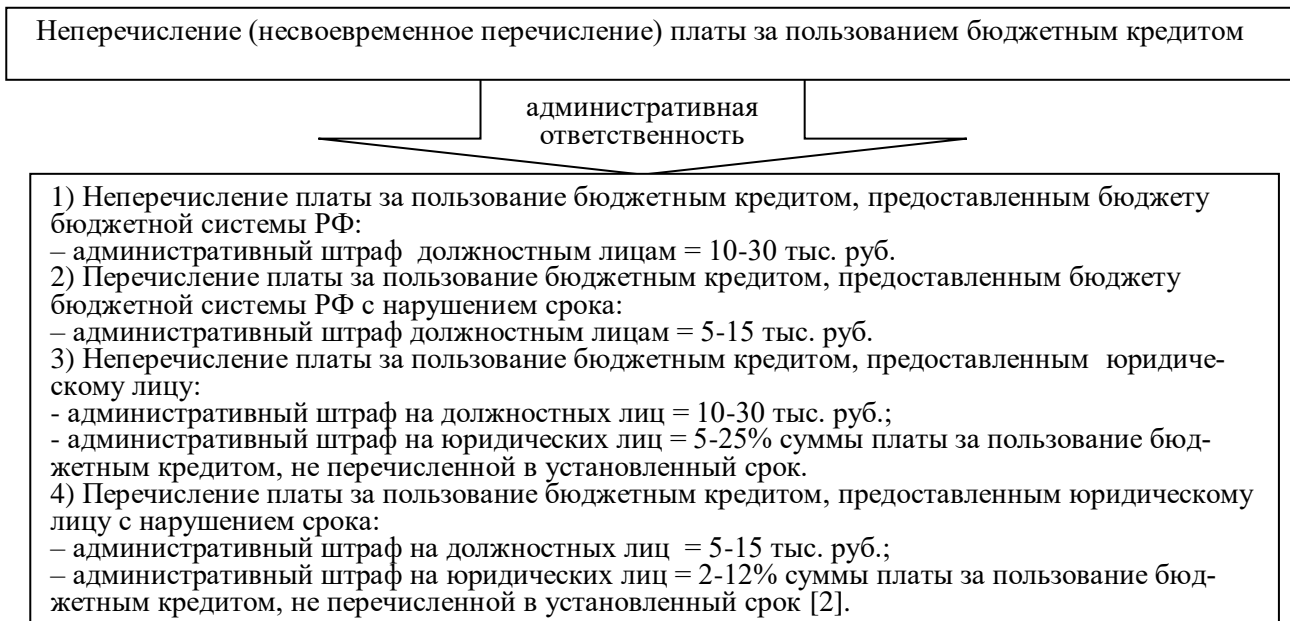 Неперечисление (несвоевременное перечисление) платы за пользованием бюджетным кредитом
административная
ответственность
1) Неперечисление платы за пользование бюджетным кредитом, предоставленным бюджету
бюджетной системы РФ:
– административный штраф должностным лицам = 10-30 тыс. руб.
2) Перечисление платы за пользование бюджетным кредитом, предоставленным бюджету
бюджетной системы РФ с нарушением срока:
– административный штраф должностным лицам = 5-15 тыс. руб.
3) Неперечисление платы за пользование бюджетным кредитом, предоставленным юридиче-
скому лицу:
- административный штраф на должностных лиц = 10-30 тыс. руб.;
- административный штраф на юридических лиц = 5-25% суммы платы за пользование бюд-
жетным кредитом, не перечисленной в установленный срок.
4) Перечисление платы за пользование бюджетным кредитом, предоставленным юридическому
лицу с нарушением срока:
– административный штраф на должностных лиц = 5-15 тыс. руб.;
– административный штраф на юридических лиц = 2-12% суммы платы за пользование бюд-
жетным кредитом, не перечисленной в установленный срок [2].